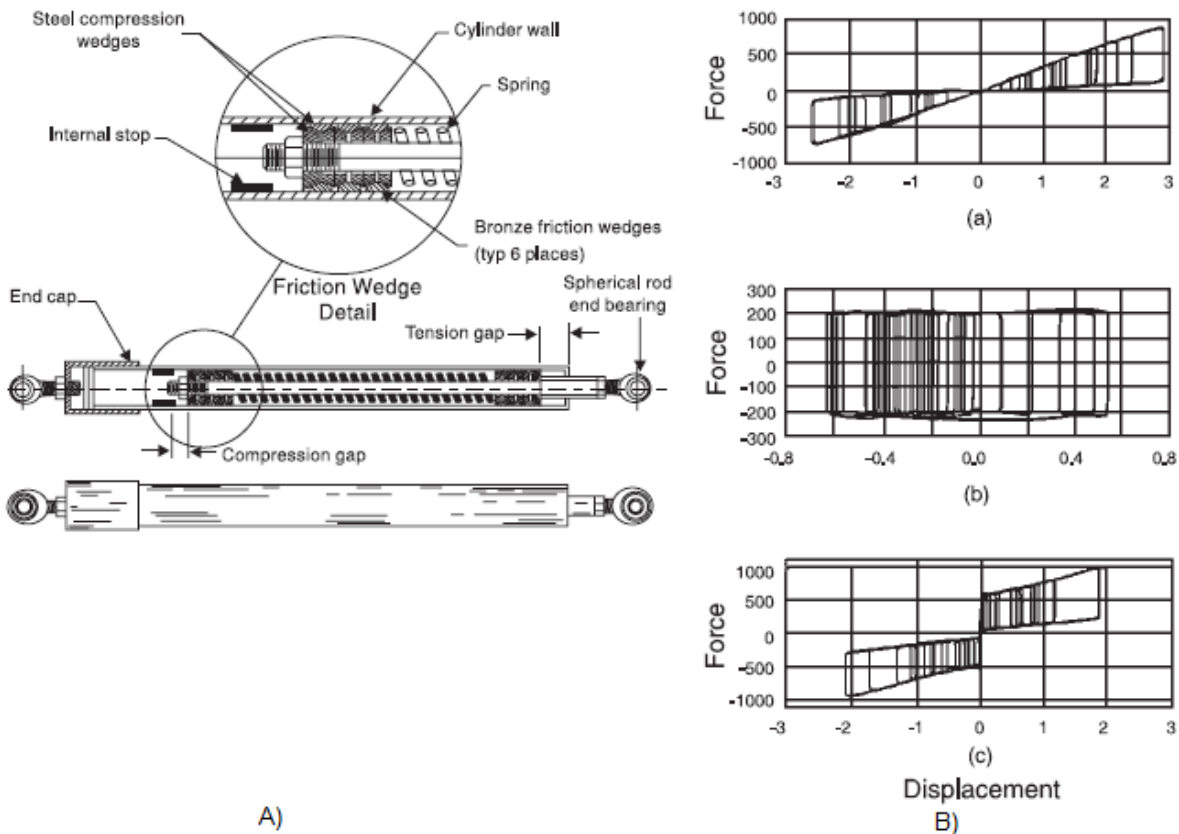 Steel compression
wedges
Cylinder wall
Spring
Internal stop
Bronze friction wedges
(typ 6 places)
Friction Wedge
Detail
Spherical rod
end bearing
End cap
Tension gap
Compression gap
A)
Force
1000
500
0
-500
1000
-3 -2 -1 0 1 2 3
(a)
300
200
100
0
-100
-200
-300
-0.8 -0.4 0.0 0.4 0.8
(b)
Force
1000
500
0
-500
-1000
-3 -2 -1 0 1 2 3
(c)
Displacement
B)